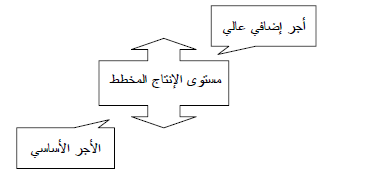 أجر إضافي عالي
مستوى الإنتاج المخطط
الأجر الأساسي